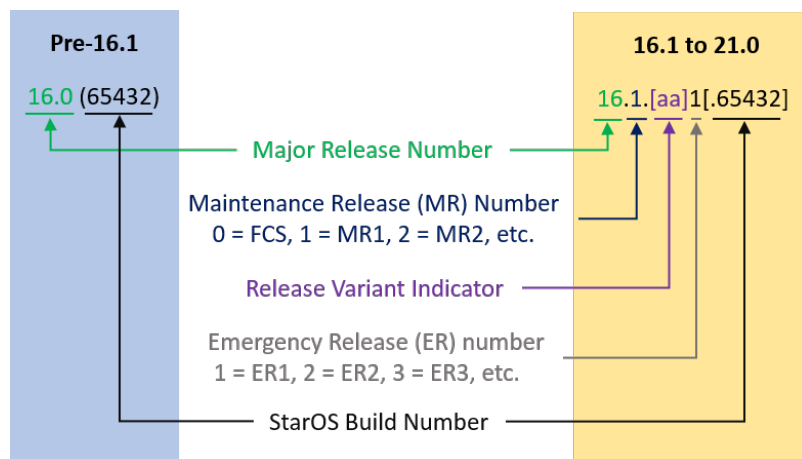 Pre-16.1
16.1 to 21.0
16.0 (65432)
16.1.[aa]1[.65432]
Major Release Number
Maintenance Release (MR) Number
0 = FCS, 1 = MR1, 2 = MR2, etc.
Release Variant Indicator
Emergency Release (ER) number
1 = ER1, 2 = ER2, 3 = ER3, etc.
StarOS Build Number